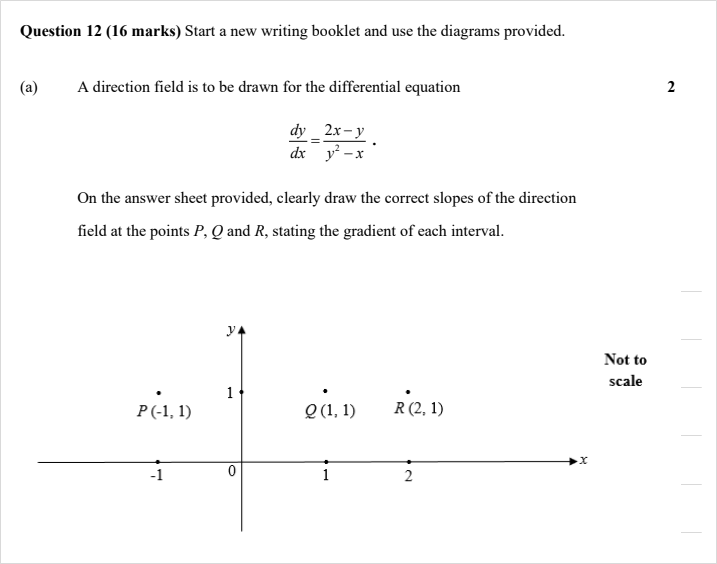 Question 12 (16 marks) Start a new writing booklet and use the diagrams provided.
(a) A direction field is to be drawn for the differential equation 2
dy/dx = (2x − y)/(y² − x) .
On the answer sheet provided, clearly draw the correct slopes of the direction
field at the points P, Q and R, stating the gradient of each interval.
y
Not to
scale
1
P (-1, 1) Q (1, 1) R (2, 1)
x
-1 0 1 2